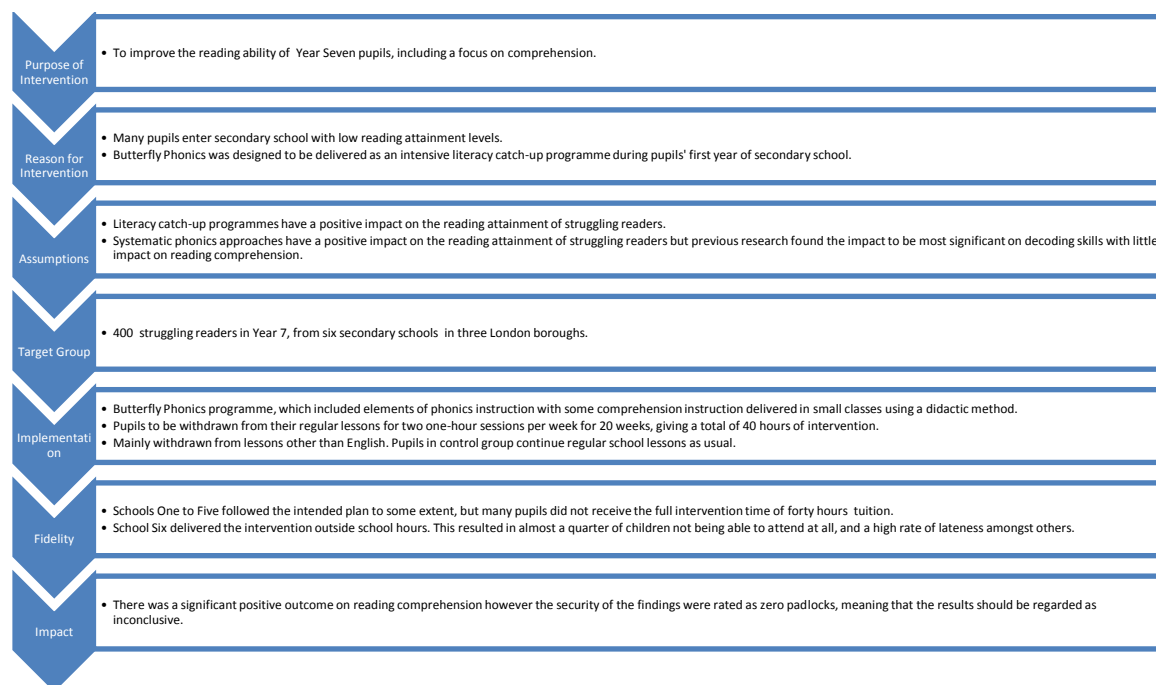 Purpose of
Intervention
• To improve the reading ability of Year Seven pupils, including a focus on comprehension.
Reason for
Intervention
• Many pupils enter secondary school with low reading attainment levels.
• Butterfly Phonics was designed to be delivered as an intensive literacy catch-up programme during pupils' first year of secondary school.
Assumptions
• Literacy catch-up programmes have a positive impact on the reading attainment of struggling readers.
• Systematic phonics approaches have a positive impact on the reading attainment of struggling readers but previous research found the impact to be most significant on decoding skills with little
impact on reading comprehension.
Target Group
• 400 struggling readers in Year 7, from six secondary schools in three London boroughs.
Implementati
on
• Butterfly Phonics programme, which included elements of phonics instruction with some comprehension instruction delivered in small classes using a didactic method.
• Pupils to be withdrawn from their regular lessons for two one-hour sessions per week for 20 weeks, giving a total of 40 hours of intervention.
• Mainly withdrawn from lessons other than English. Pupils in control group continue regular school lessons as usual.
Fidelity
• Schools One to Five followed the intended plan to some extent, but many pupils did not receive the full intervention time of forty hours tuition.
• School Six delivered the intervention outside school hours. This resulted in almost a quarter of children not being able to attend at all, and a high rate of lateness amongst others.
Impact
• There was a significant positive outcome on reading comprehension however the security of the findings were rated as zero padlocks, meaning that the results should be regarded as
inconclusive.